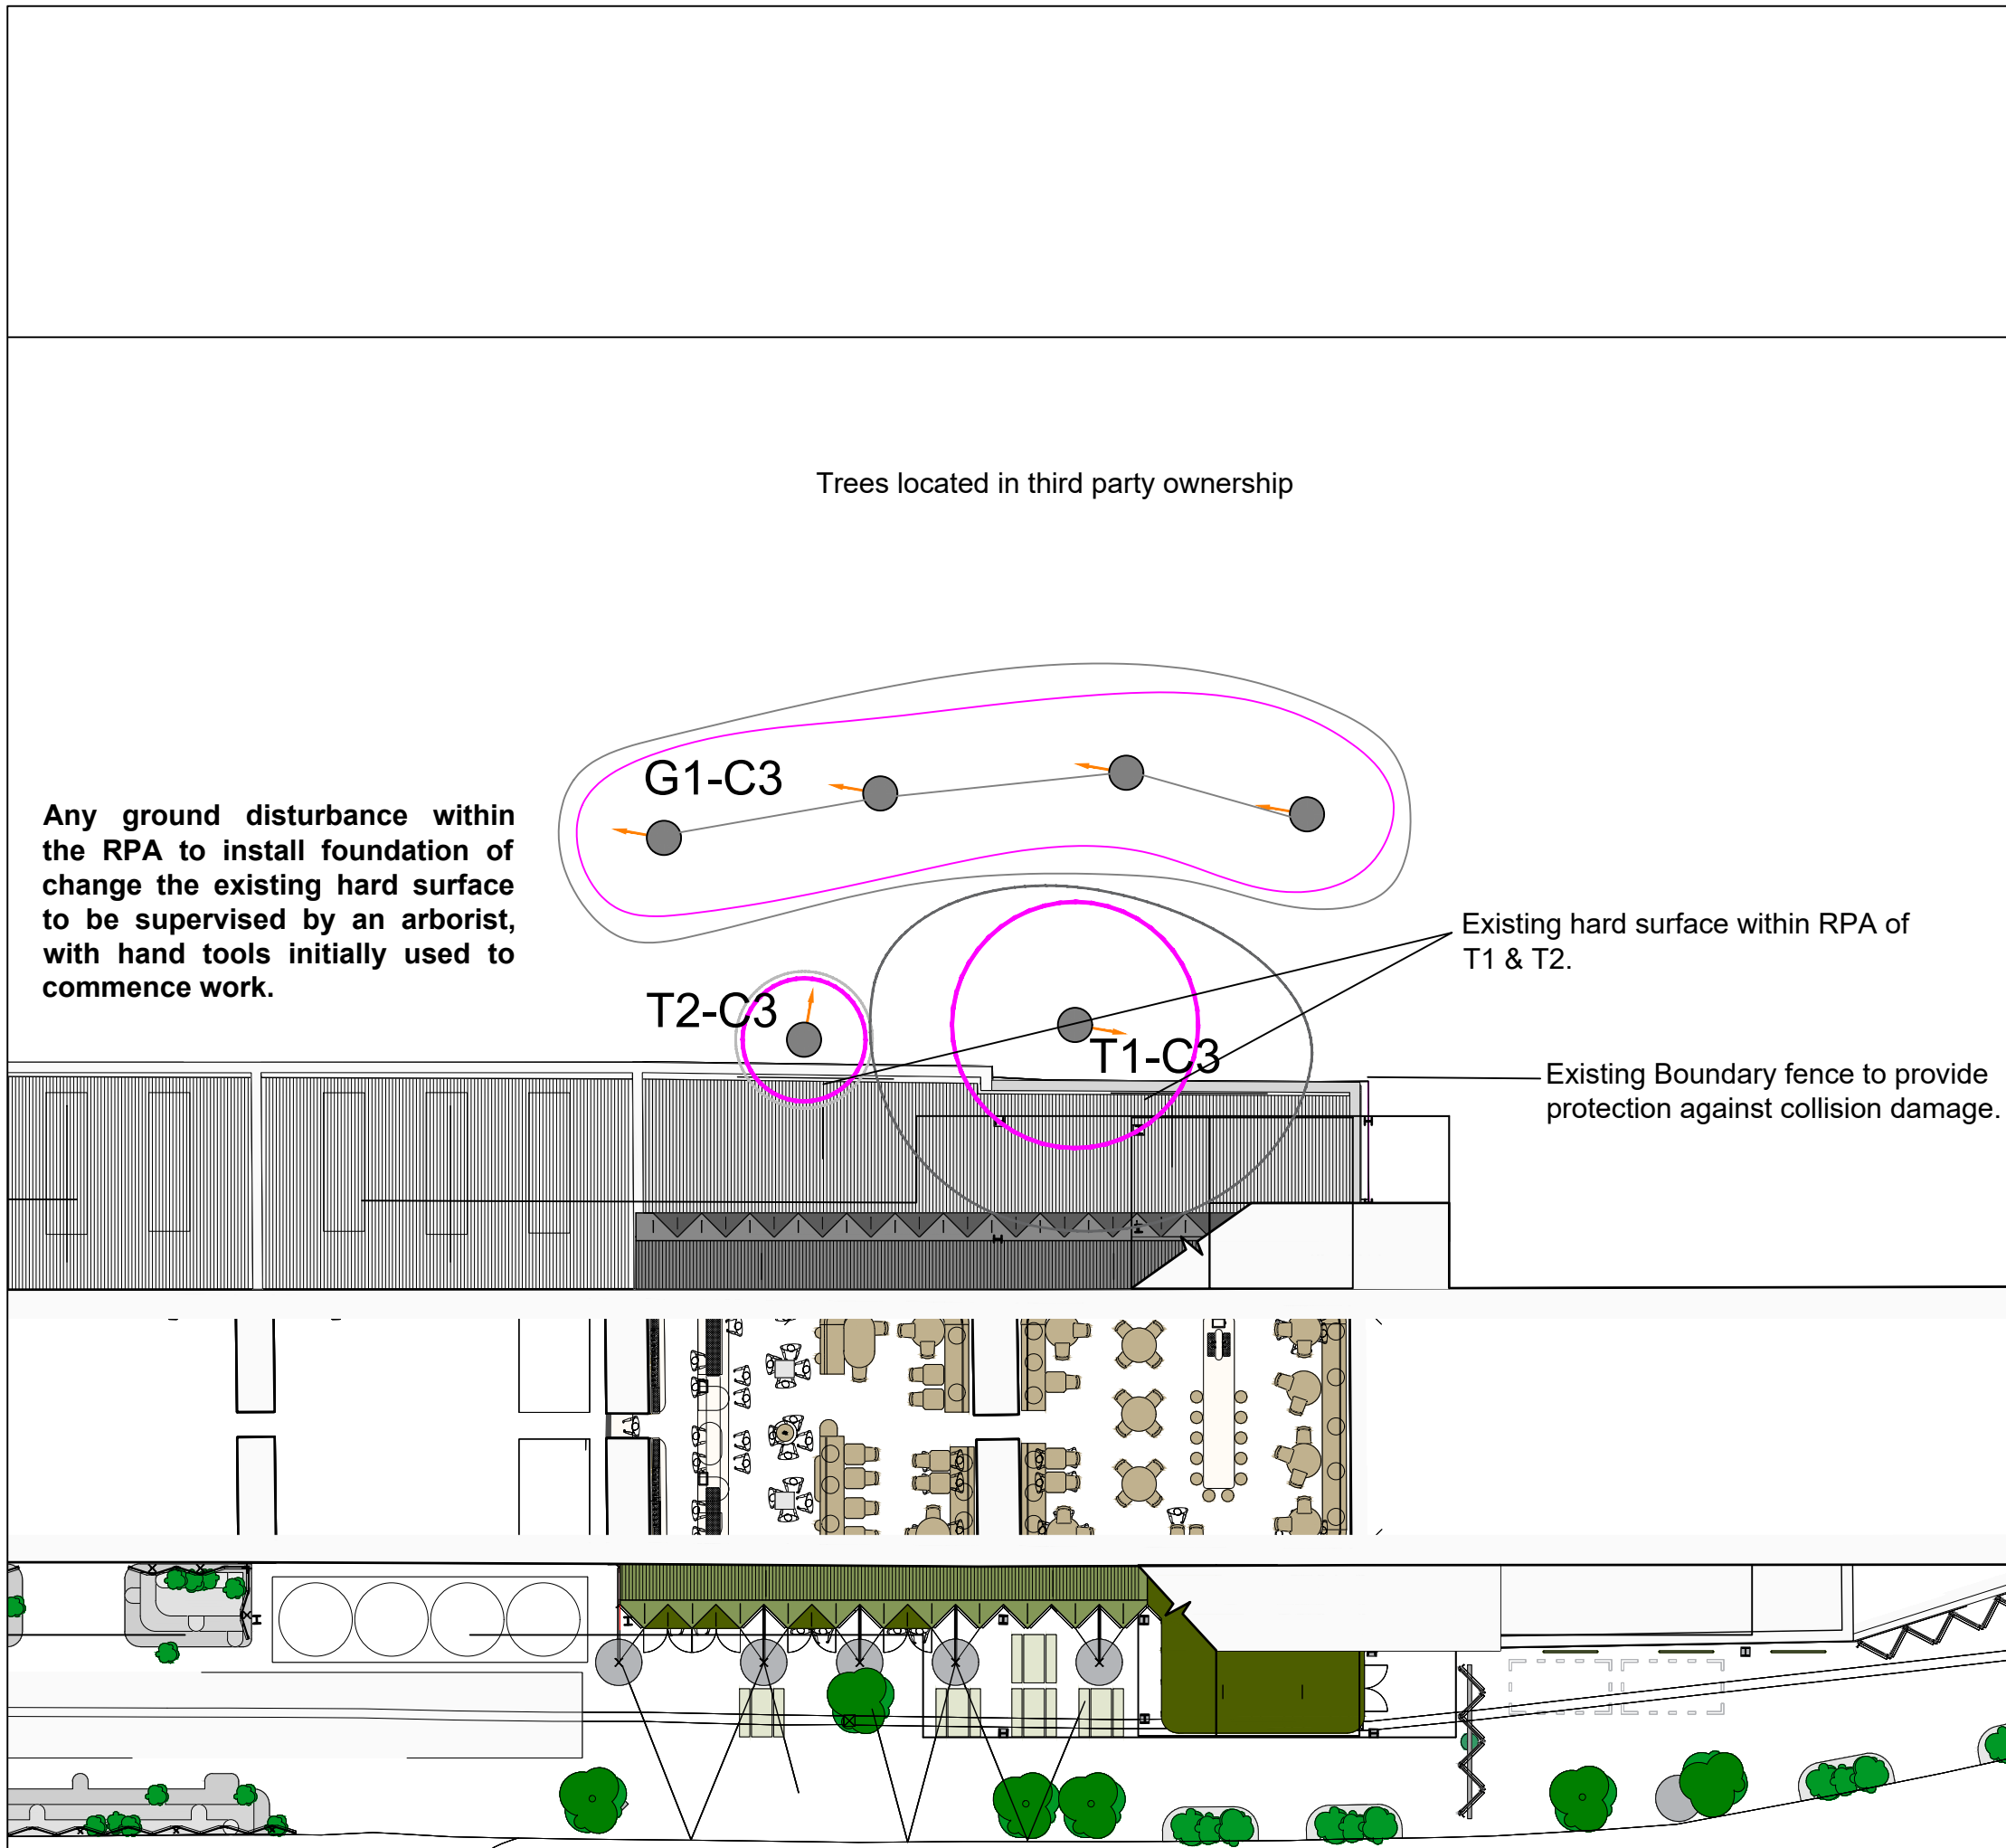 Trees located in third party ownership
G1-C3
Any ground disturbance within
the RPA to install foundation of
change the existing hard surface
to be supervised by an arborist,
with hand tools initially used to
commence work.
Existing hard surface within RPA of
T1 & T2.
T2-C3
T1-C3
Existing Boundary fence to provide
protection against collision damage.